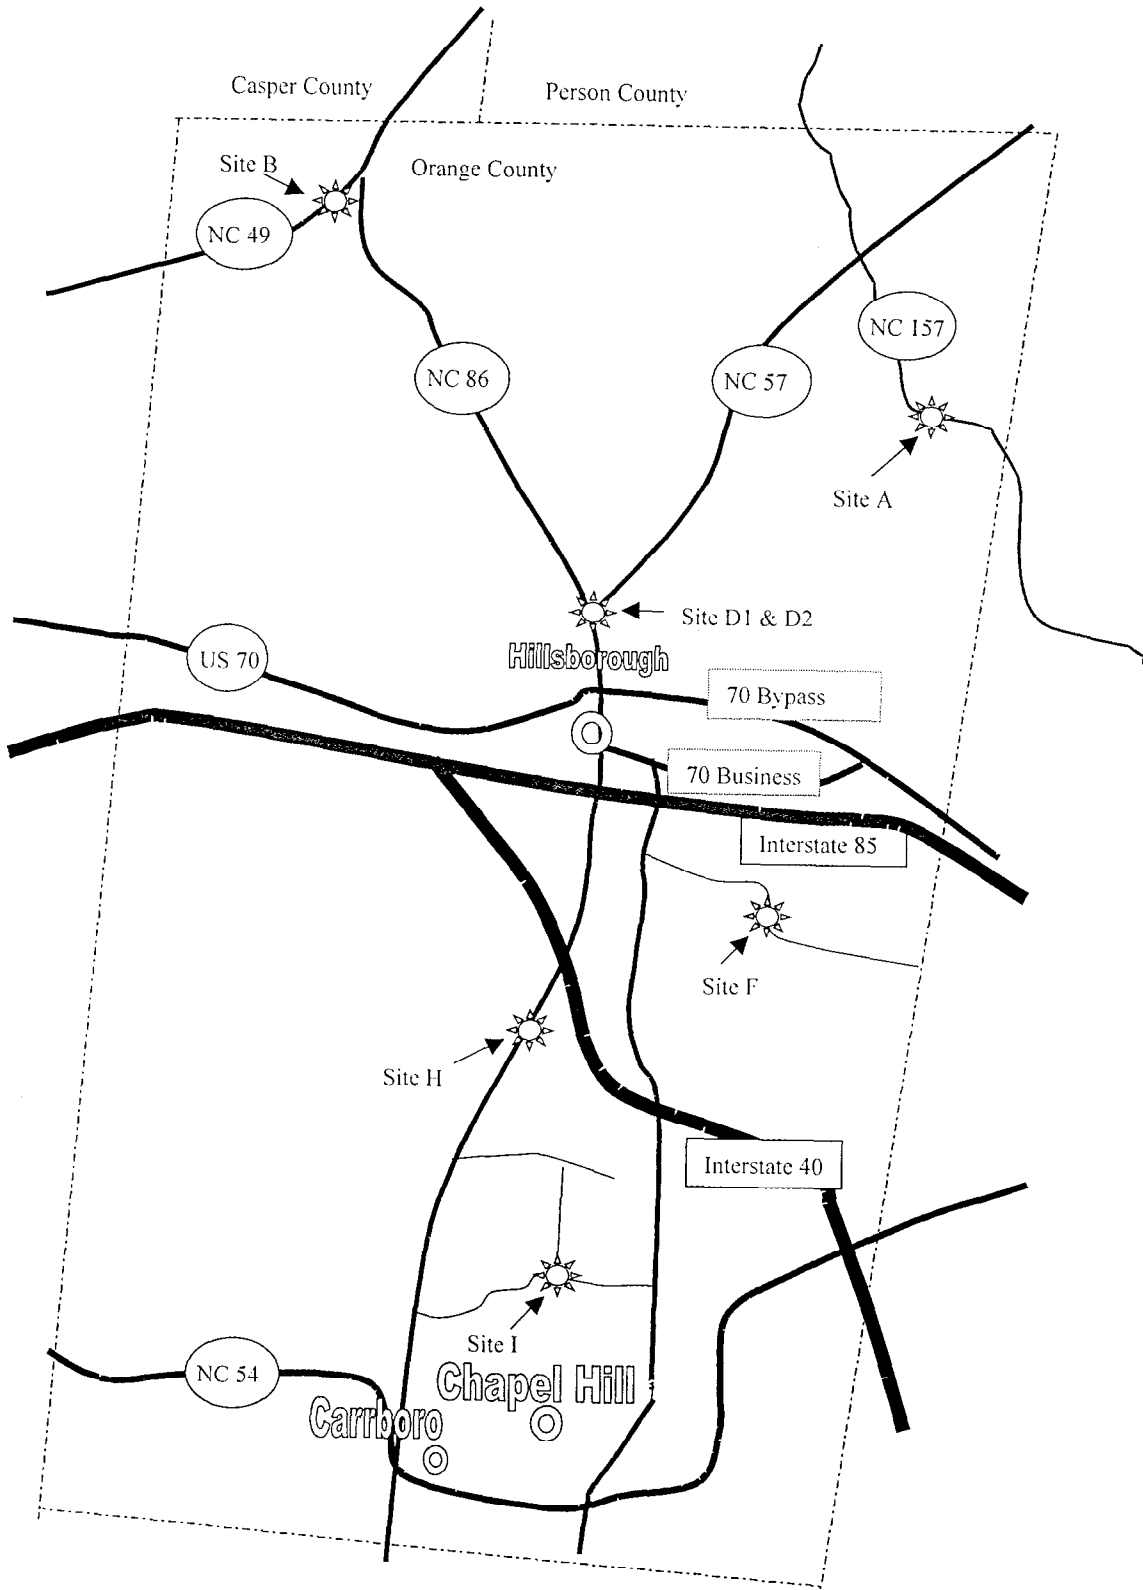 Casper County
Person County
Site B
Orange County
NC 49
NC 157
NC 86
NC 57
Site A
Site D1 & D2
Hillsborough
US 70
70 Bypass
70 Business
Interstate 85
Site F
Site H
Interstate 40
Site I
NC 54
Chapel Hill
Carrboro